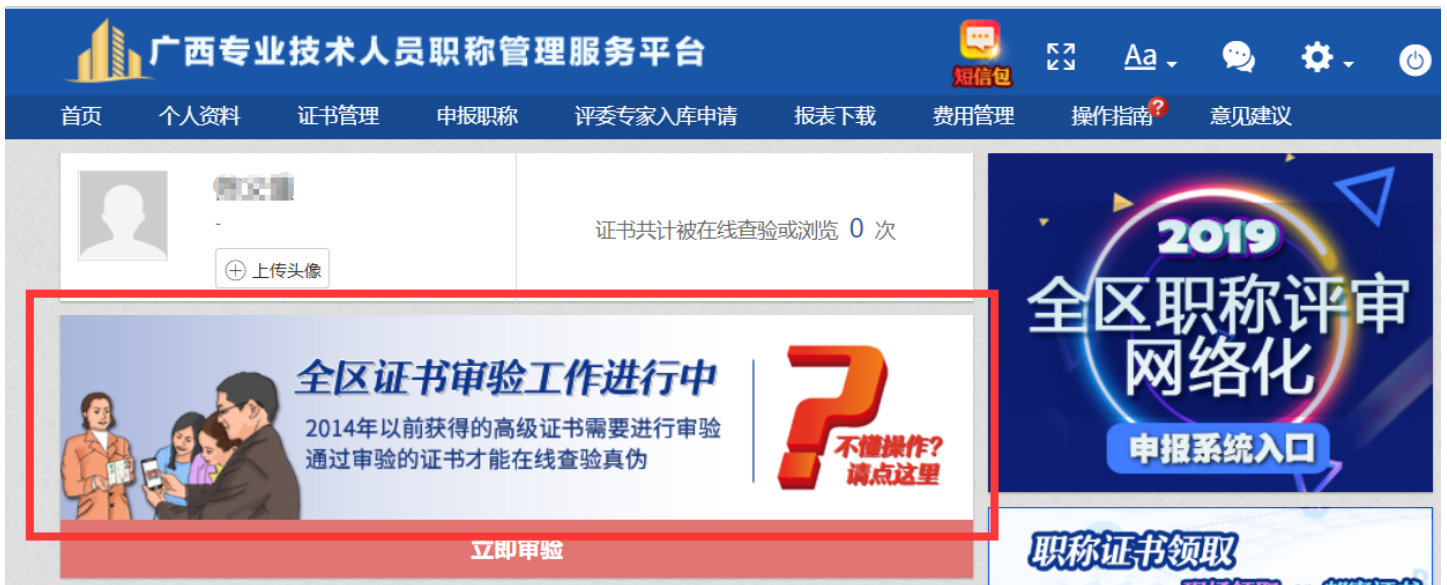 广西专业技术人员职称管理服务平台
短信包
Aa
首页 个人资料 证书管理 申报职称 评委专家入库申请 报表下载 费用管理 操作指南? 意见建议
-
上传头像
证书共计被在线查验或浏览 0 次
全区证书审验工作进行中
2014年以前获得的高级证书需要进行审验
通过审验的证书才能在线查验真伪
?
不懂操作?
请点这里
立即审验
2019
全区职称评审
网络化
申报系统入口
职称证书领取